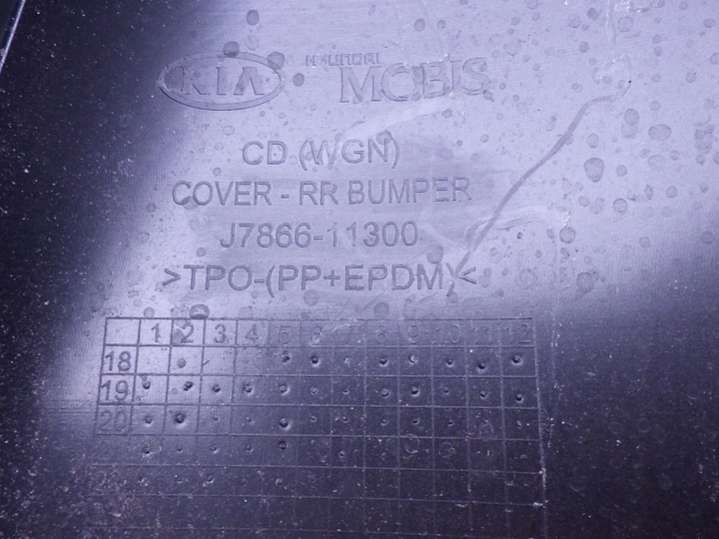 KIA HYUNDAI
MOBIS
CD (WGN)
COVER - RR BUMPER
J7866-11300
>TPO-(PP+EPDM)<
1 2 3 4 5 6 7 8 9 10 11 12
18
19
20